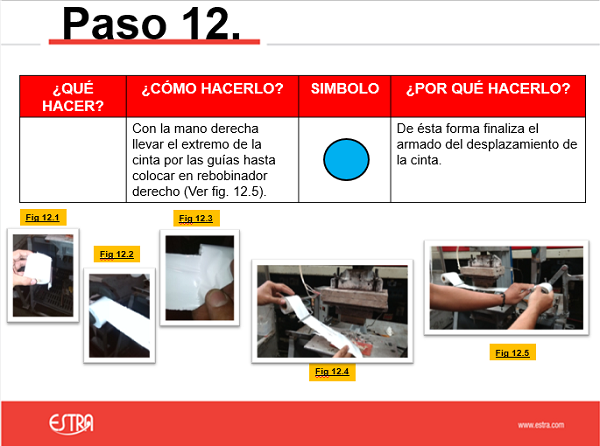 Paso 12.
¿QUÉ
HACER?
¿CÓMO HACERLO?
SIMBOLO
¿POR QUÉ HACERLO?
Con la mano derecha
llevar el extremo de la
cinta por las guías hasta
colocar en rebobinador
derecho (Ver fig. 12.5).
De ésta forma finaliza el
armado del desplazamiento de
la cinta.
Fig 12.1
Fig 12.2
Fig 12.3
Fig 12.4
Fig 12.5
ESTRA
www.estra.com